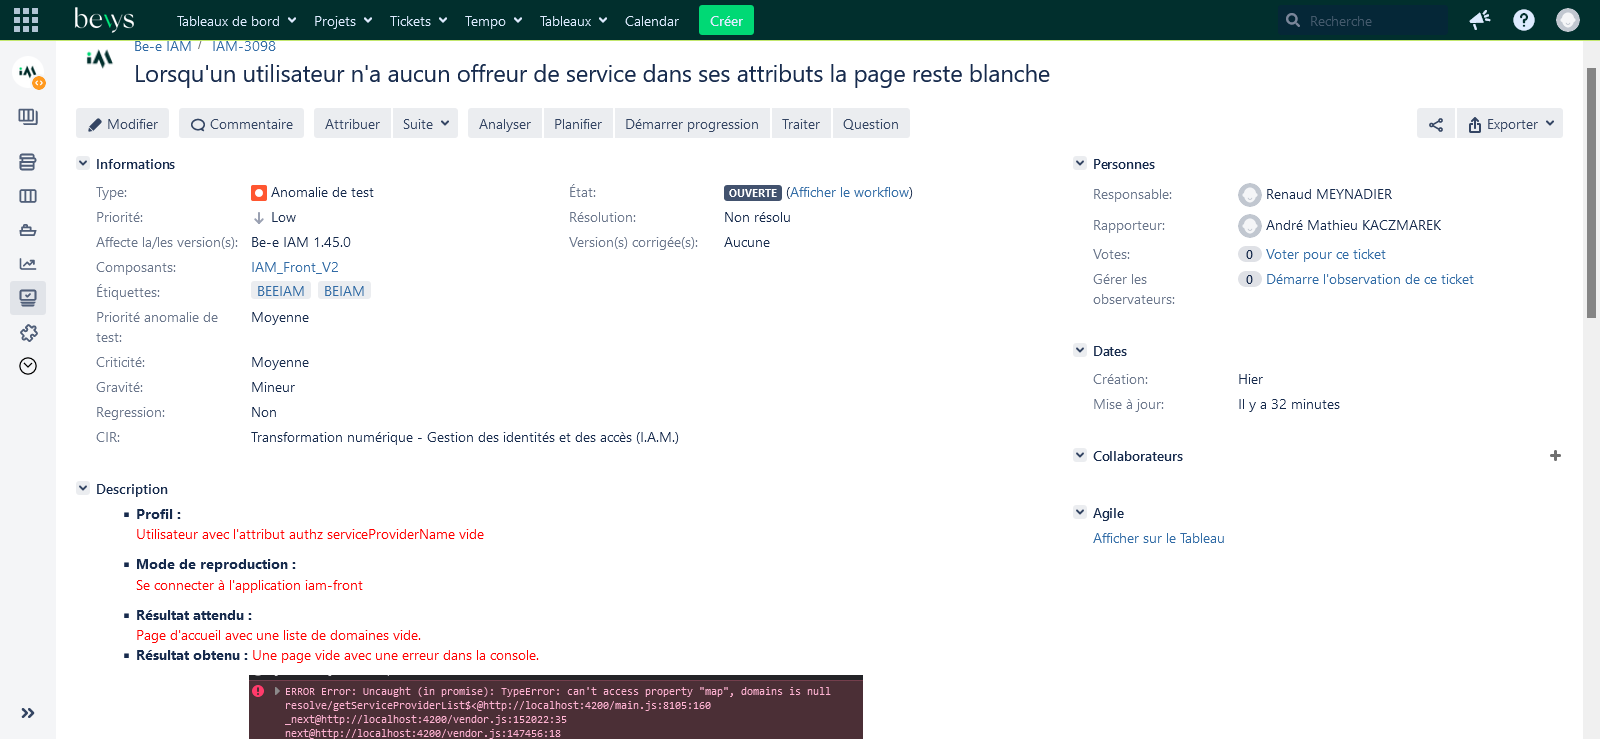 bewys
Tableaux de bord Projets Tickets Tempo Tableaux Calendar Créer Recherche
Be-e IAM / IAM-3098
Lorsqu'un utilisateur n'a aucun offreur de service dans ses attributs la page reste blanche
Modifier Commentaire Attribuer Suite Analyser Planifier Démarrer progression Traiter Question Exporter
Informations
Type: Anomalie de test
État: OUVERTE (Afficher le workflow)
Priorité: Low
Résolution: Non résolu
Affecte la/les version(s): Be-e IAM 1.45.0
Version(s) corrigée(s): Aucune
Composants: IAM_Front_V2
Étiquettes: BEEIAM BEIAM
Priorité anomalie de
test:
Moyenne
Criticité: Moyenne
Gravité: Mineur
Regression: Non
CIR: Transformation numérique - Gestion des identités et des accès (I.A.M.)
Description
Profil :
Utilisateur avec l'attribut authz serviceProviderName vide
Mode de reproduction :
Se connecter à l'application iam-front
Résultat attendu :
Page d'accueil avec une liste de domaines vide.
Résultat obtenu : Une page vide avec une erreur dans la console.
ERROR Error: Uncaught (in promise): TypeError: can't access property "map", domains is null
resolve/getServiceProviderList$<@http://localhost:4200/main.js:8105:160
_next@http://localhost:4200/vendor.js:152022:35
next@http://localhost:4200/vendor.js:147456:18
Personnes
Responsable: Renaud MEYNADIER
Rapporteur: André Mathieu KACZMAREK
Votes: 0 Voter pour ce ticket
Gérer les
observateurs:
0 Démarre l'observation de ce ticket
Dates
Création: Hier
Mise à jour: Il y a 32 minutes
Collaborateurs
Agile
Afficher sur le Tableau